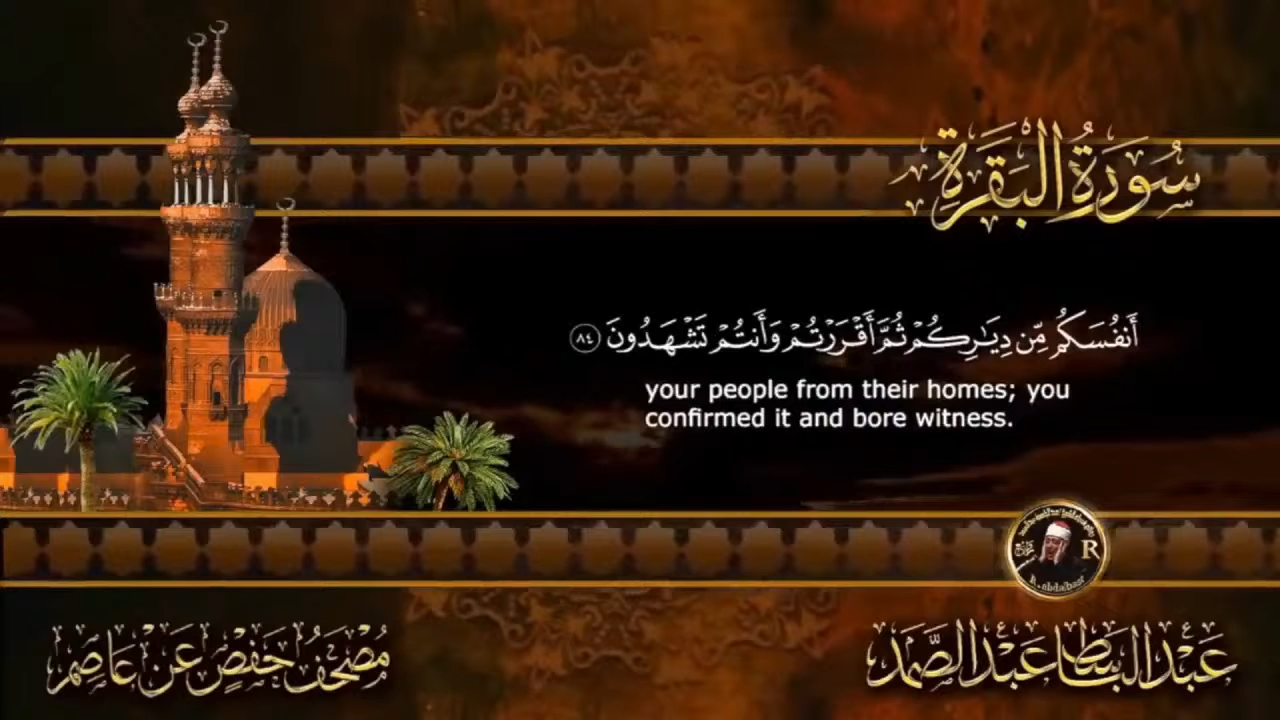 سُورَةُ الْبَقَرَةِ
أَنفُسَكُم مِّن دِيَٰرِكُمْ ثُمَّ أَقْرَرْتُمْ وَأَنتُمْ تَشْهَدُونَ ٨٤
your people from their homes; you
confirmed it and bore witness.
R
عَبْدُ الْبَاسِطِ عَبْدُ الصَّمَدِ
مُصْحَفُ حَفْصٍ عَنْ عَاصِمٍ